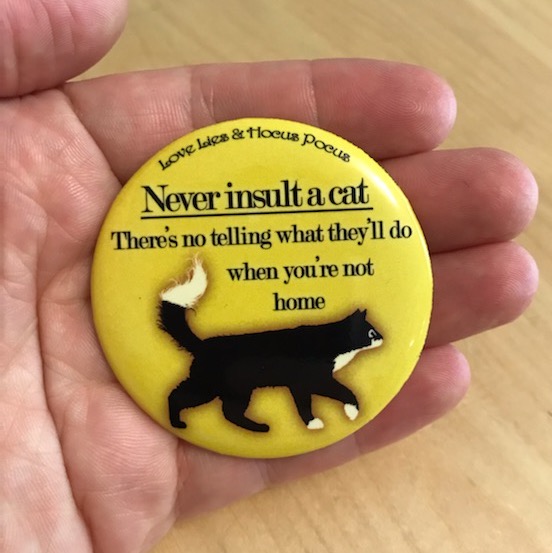 Love Lies & Hocus Pocus
Never insult a cat
There's no telling what they'll do
when you're not
home